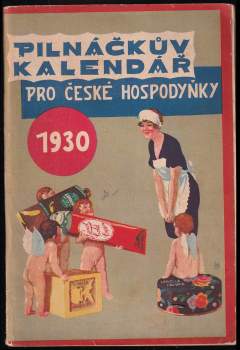 PILNÁČKŮV
KALENDÁŘ
PRO ČESKÉ HOSPODYŇKY
1930